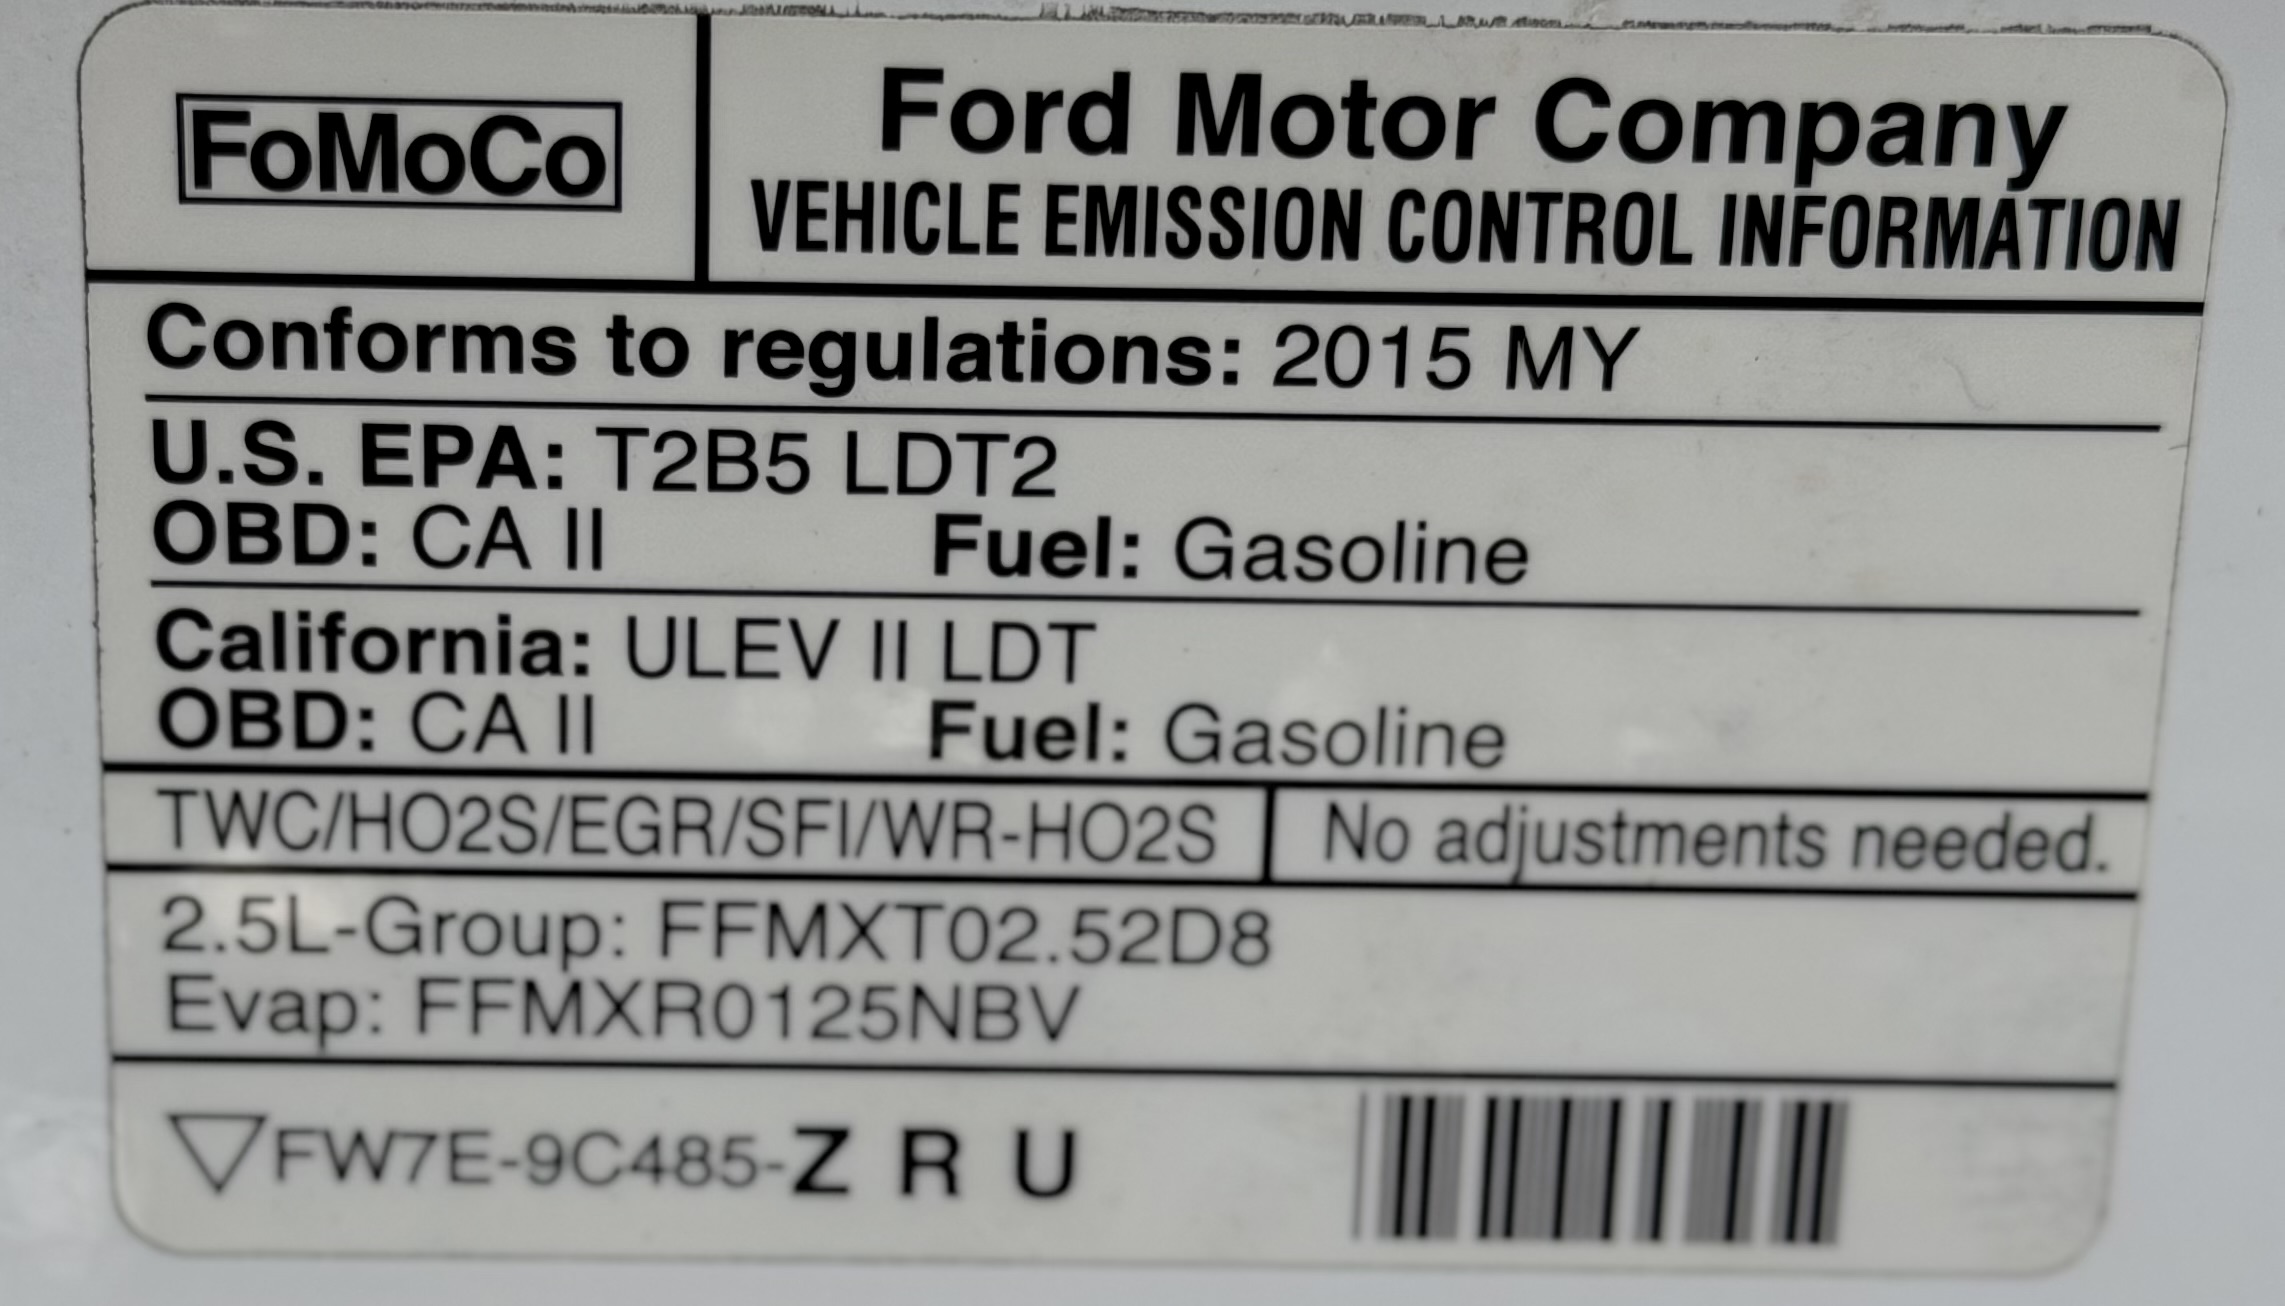 FoMoCo
Ford Motor Company
VEHICLE EMISSION CONTROL INFORMATION
Conforms to regulations: 2015 MY
U.S. EPA: T2B5 LDT2
OBD: CA II Fuel: Gasoline
California: ULEV II LDT
OBD: CA II Fuel: Gasoline
TWC/HO2S/EGR/SFI/WR-HO2S No adjustments needed.
2.5L-Group: FFMXT02.52D8
Evap: FFMXR0125NBV
▽FW7E-9C485-Z R U